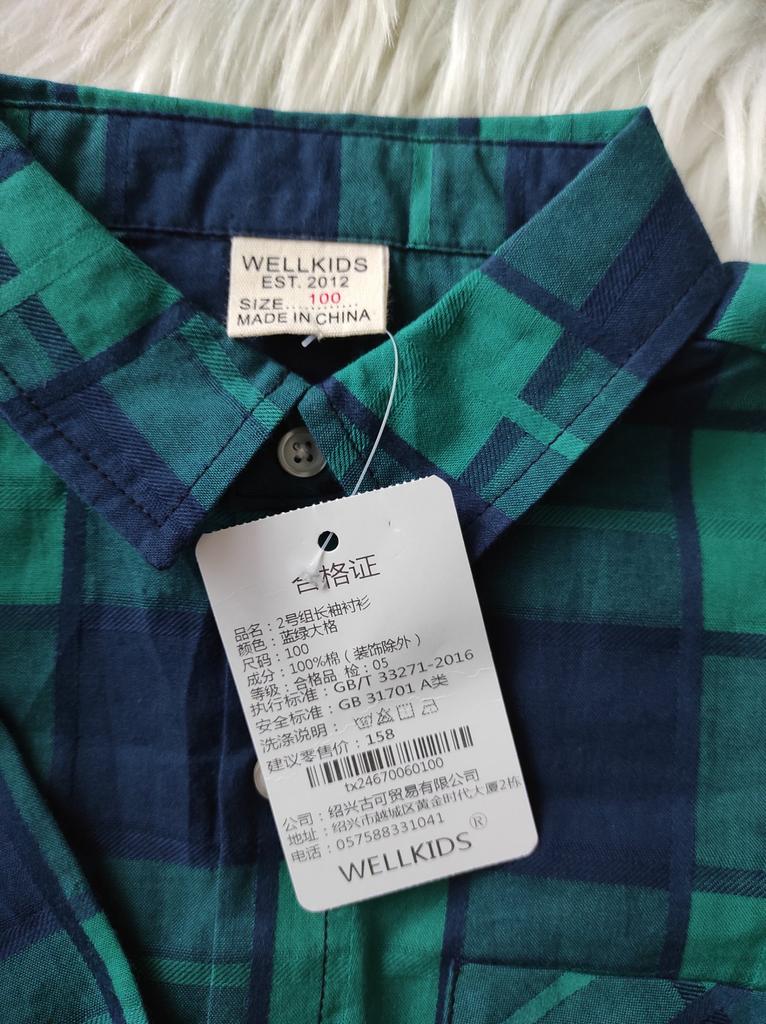 WELLKIDS
EST. 2012
SIZE......100......
MADE IN CHINA
合格证
品名：2号组长袖衬衫
颜色：蓝绿大格
尺码：100
成分：100%棉（装饰除外）
等级：合格品 检：05
执行标准：GB/T 33271-2016
安全标准：GB 31701 A类
洗涤说明：
建议零售价：158
tx24670060100
公司：绍兴古可贸易有限公司
地址：绍兴市越城区黄金时代大厦2栋
电话：057588331041
WELLKIDS®